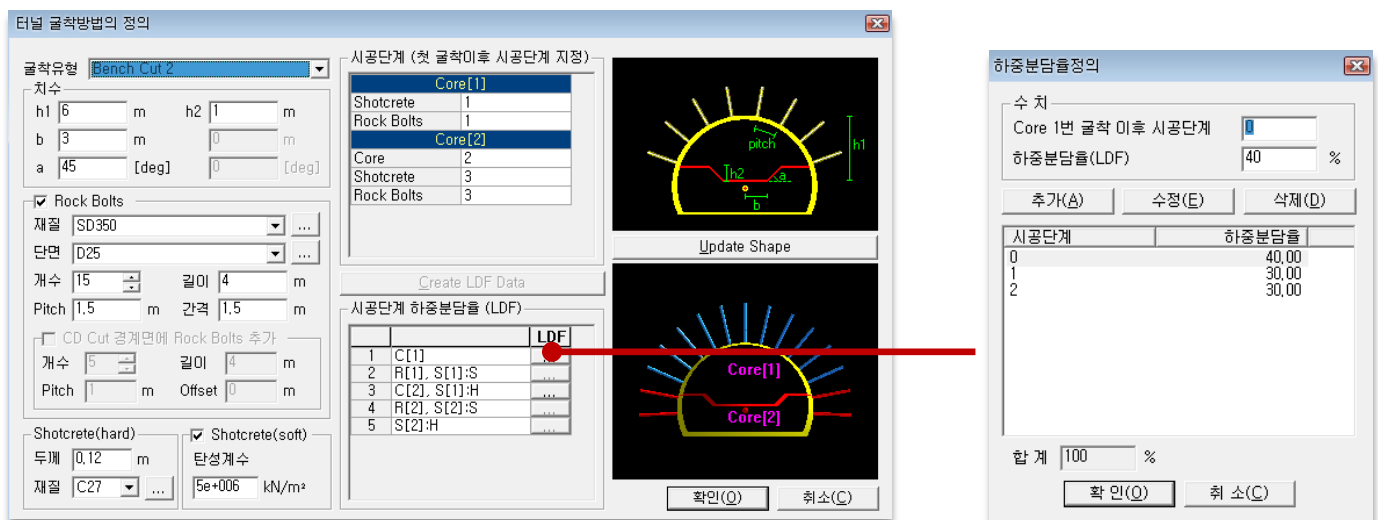 터널 굴착방법의 정의
굴착유형 Bench Cut 2
치수
h1 6 m h2 1 m
b 3 m 0 m
a 45 [deg] 0 [deg]
Rock Bolts
재질 SD350 ...
단면 D25 ...
개수 15 길이 4 m
Pitch 1.5 m 간격 1.5 m
CD Cut 경계면에 Rock Bolts 추가
개수 5 길이 4 m
Pitch 1 m Offset 0 m
Shotcrete(hard)
두께 0.12 m
재질 C27 ...
Shotcrete(soft)
탄성계수
5e+006 kN/m²
시공단계 (첫 굴착이후 시공단계 지정)
Core[1]
Shotcrete 1
Rock Bolts 1
Core[2]
Core 2
Shotcrete 3
Rock Bolts 3
Create LDF Data
시공단계 하중분담율 (LDF)
LDF
1 C[1] ...
2 R[1], S[1]:S ...
3 C[2], S[1]:H ...
4 R[2], S[2]:S ...
5 S[2]:H ...
pitch
h1
h2
a
b
Update Shape
Core[1]
Core[2]
확인(O) 취소(C)
하중분담율정의
수 치
Core 1번 굴착 이후 시공단계 0
하중분담율(LDF) 40 %
추가(A) 수정(E) 삭제(D)
시공단계 하중분담율
0 40,00
1 30,00
2 30,00
합 계 100 %
확 인(O) 취 소(C)